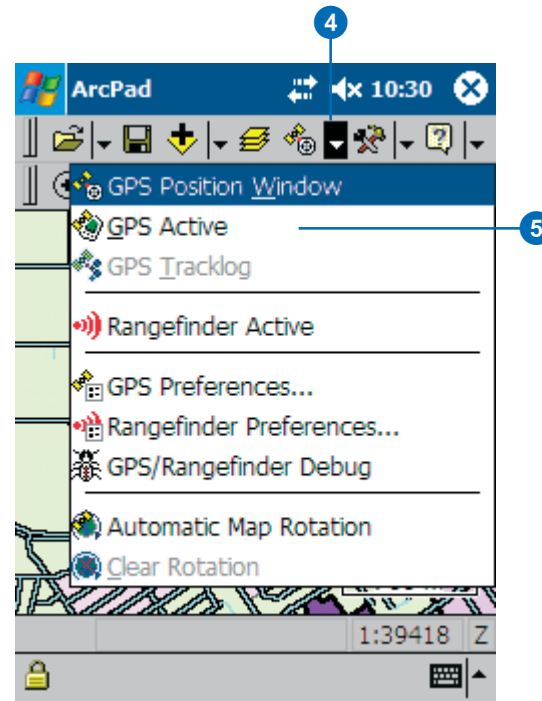 4
ArcPad 10:30
GPS Position Window
GPS Active
5
GPS Tracklog
Rangefinder Active
GPS Preferences...
Rangefinder Preferences...
GPS/Rangefinder Debug
Automatic Map Rotation
Clear Rotation
1:39418 Z